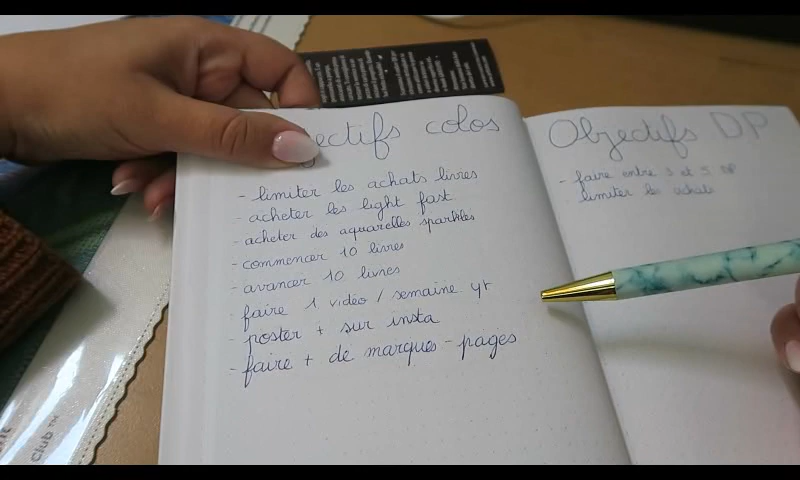 jectifs colos
- limiter les achats livres
- acheter les light fast
- acheter des aquarelles sparkles
- commencer 10 livres
- avancer 10 livres
- faire 1 vidéo / semaine yt
- poster + sur insta
- faire + de marques-pages
Objectifs DP
- faire entre 3 et 5 DP
- limiter les achats
Club™